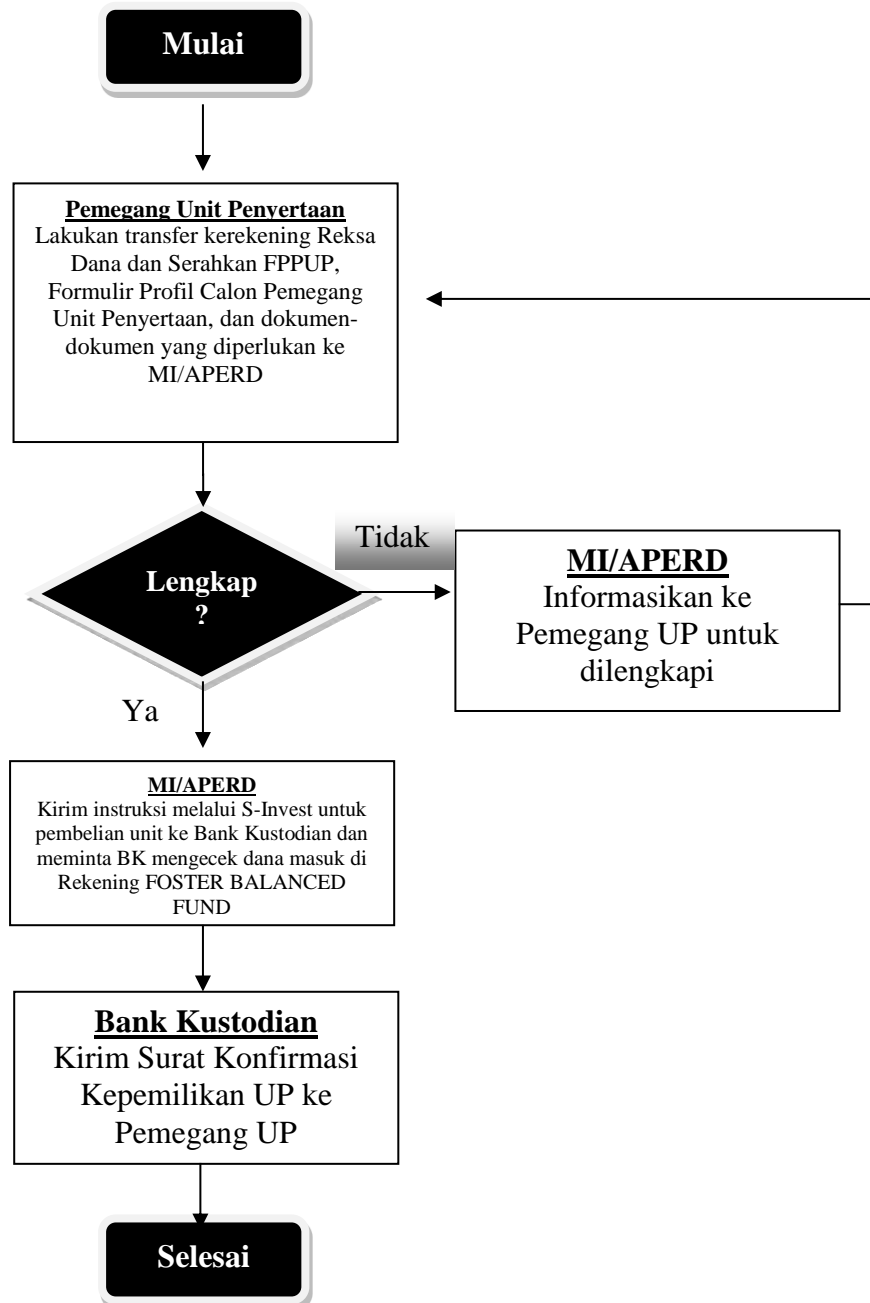 Mulai
Pemegang Unit Penyertaan
Lakukan transfer kerekening Reksa
Dana dan Serahkan FPPUP,
Formulir Profil Calon Pemegang
Unit Penyertaan, dan dokumen-
dokumen yang diperlukan ke
MI/APERD
Lengkap
?
Tidak
MI/APERD
Informasikan ke
Pemegang UP untuk
dilengkapi
Ya
MI/APERD
Kirim instruksi melalui S-Invest untuk
pembelian unit ke Bank Kustodian dan
meminta BK mengecek dana masuk di
Rekening FOSTER BALANCED
FUND
Bank Kustodian
Kirim Surat Konfirmasi
Kepemilikan UP ke
Pemegang UP
Selesai